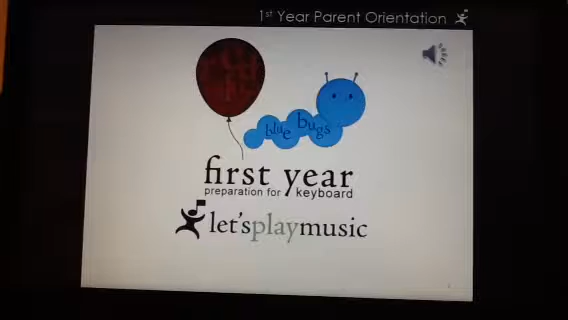 1st Year Parent Orientation
blue bugs
first year
preparation for keyboard
let'splaymusic